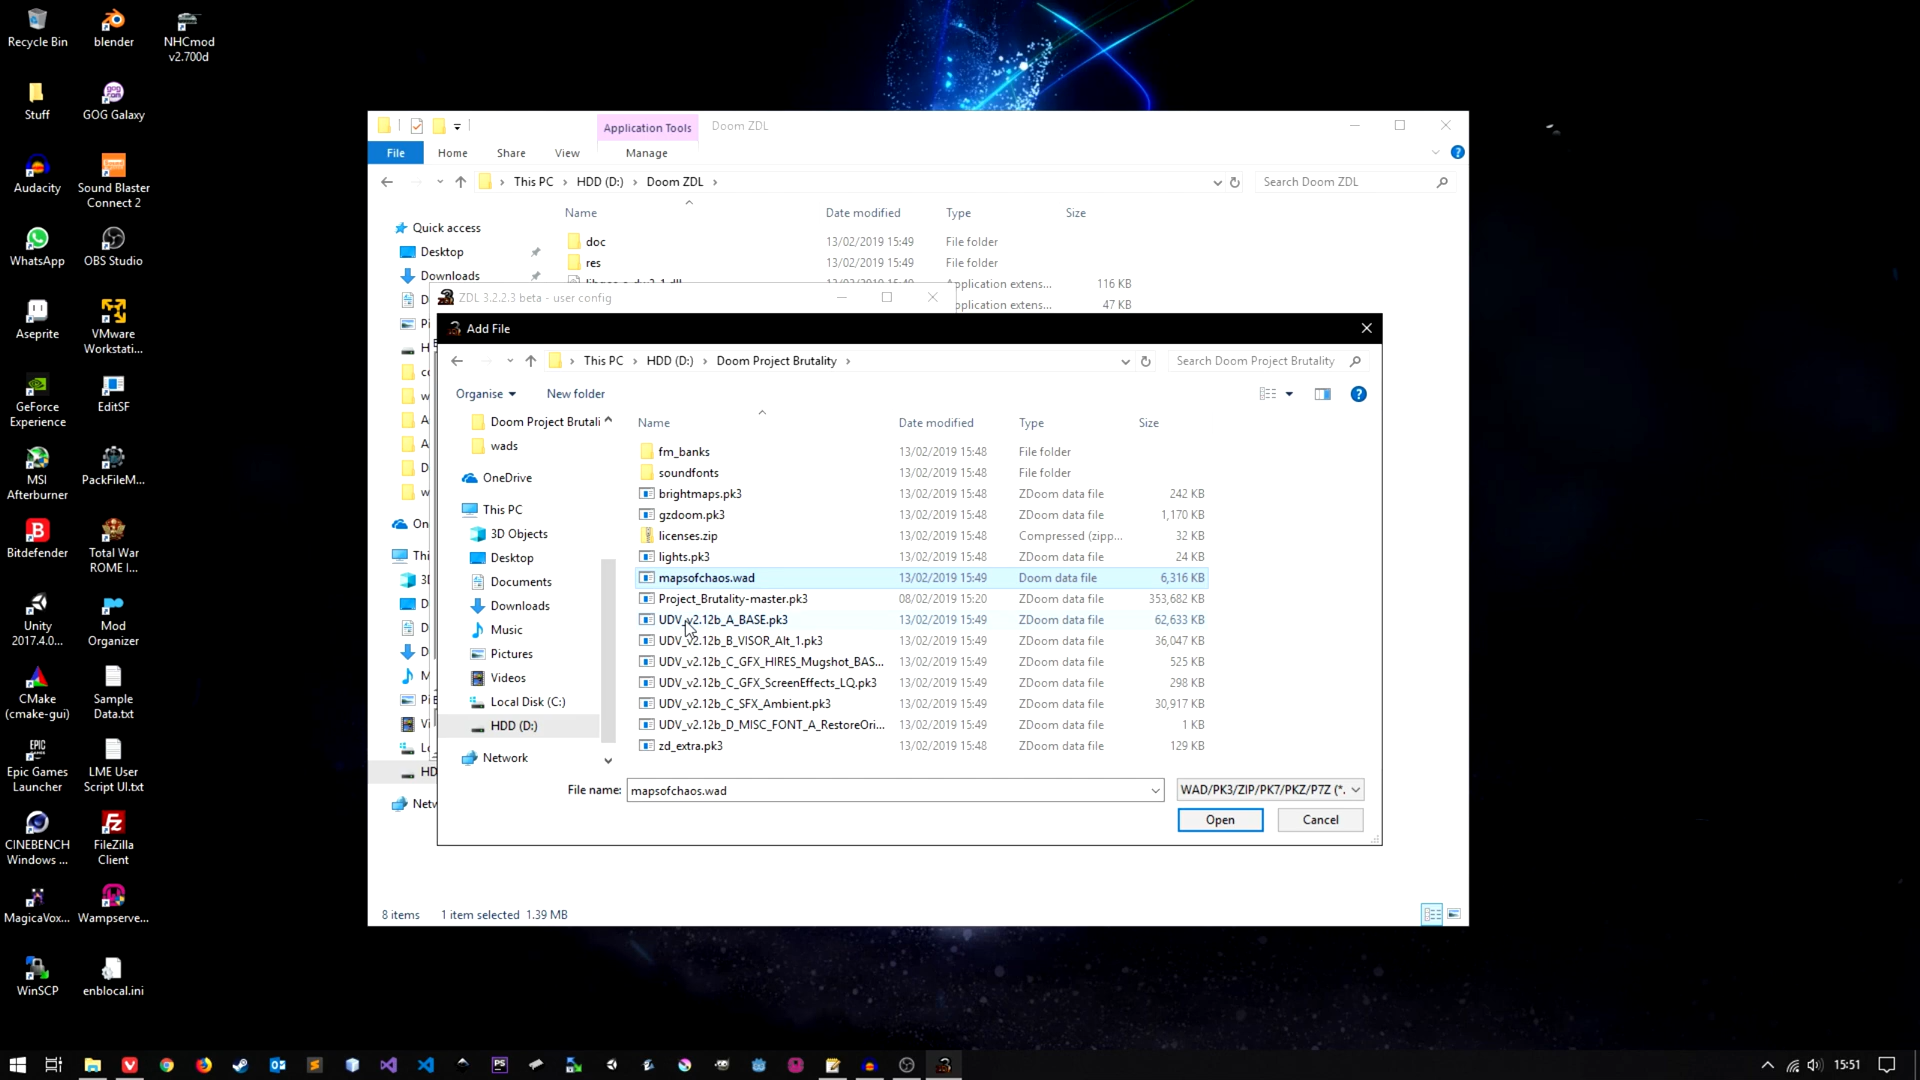 Recycle Bin
blender
NHCmod
v2.700d
Stuff
GOG Galaxy
Audacity
Sound Blaster
Connect 2
WhatsApp
OBS Studio
Aseprite
VMware
Workstati...
GeForce
Experience
EditSF
MSI
Afterburner
PackFileM...
Bitdefender
Total War
ROME I...
Unity
2017.4.0...
Mod
Organizer
CMake
(cmake-gui)
Sample
Data.txt
Epic Games
Launcher
LME User
Script UI.txt
CINEBENCH
Windows ...
FileZilla
Client
MagicaVox...
Wampserve...
WinSCP
enblocal.ini
Application Tools
Doom ZDL
File
Home
Share
View
Manage
This PC › HDD (D:) › Doom ZDL ›
Search Doom ZDL
Name
Date modified
Type
Size
Quick access
Desktop
Downloads
doc 13/02/2019 15:49 File folder
res 13/02/2019 15:49 File folder
116 KB
pplication extens... 47 KB
ZDL 3.2.2.3 beta - user config
Add File
This PC › HDD (D:) › Doom Project Brutality ›
Search Doom Project Brutality
Organise
New folder
Doom Project Brutali
wads
OneDrive
This PC
3D Objects
Desktop
Documents
Downloads
Music
Pictures
Videos
Local Disk (C:)
HDD (D:)
Network
Name Date modified Type Size
fm_banks 13/02/2019 15:48 File folder
soundfonts 13/02/2019 15:48 File folder
brightmaps.pk3 13/02/2019 15:48 ZDoom data file 242 KB
gzdoom.pk3 13/02/2019 15:48 ZDoom data file 1,170 KB
licenses.zip 13/02/2019 15:48 Compressed (zipp... 32 KB
lights.pk3 13/02/2019 15:48 ZDoom data file 24 KB
mapsofchaos.wad 13/02/2019 15:49 Doom data file 6,316 KB
Project_Brutality-master.pk3 08/02/2019 15:20 ZDoom data file 353,682 KB
UDV_v2.12b_A_BASE.pk3 13/02/2019 15:49 ZDoom data file 62,633 KB
UDV_v2.12b_B_VISOR_Alt_1.pk3 13/02/2019 15:49 ZDoom data file 36,047 KB
UDV_v2.12b_C_GFX_HIRES_Mugshot_BAS... 13/02/2019 15:49 ZDoom data file 525 KB
UDV_v2.12b_C_GFX_ScreenEffects_LQ.pk3 13/02/2019 15:49 ZDoom data file 298 KB
UDV_v2.12b_C_SFX_Ambient.pk3 13/02/2019 15:49 ZDoom data file 30,917 KB
UDV_v2.12b_D_MISC_FONT_A_RestoreOri... 13/02/2019 15:49 ZDoom data file 1 KB
zd_extra.pk3 13/02/2019 15:48 ZDoom data file 129 KB
File name: mapsofchaos.wad
WAD/PK3/ZIP/PK7/PKZ/P7Z (*.
Open
Cancel
8 items 1 item selected 1.39 MB
15:51